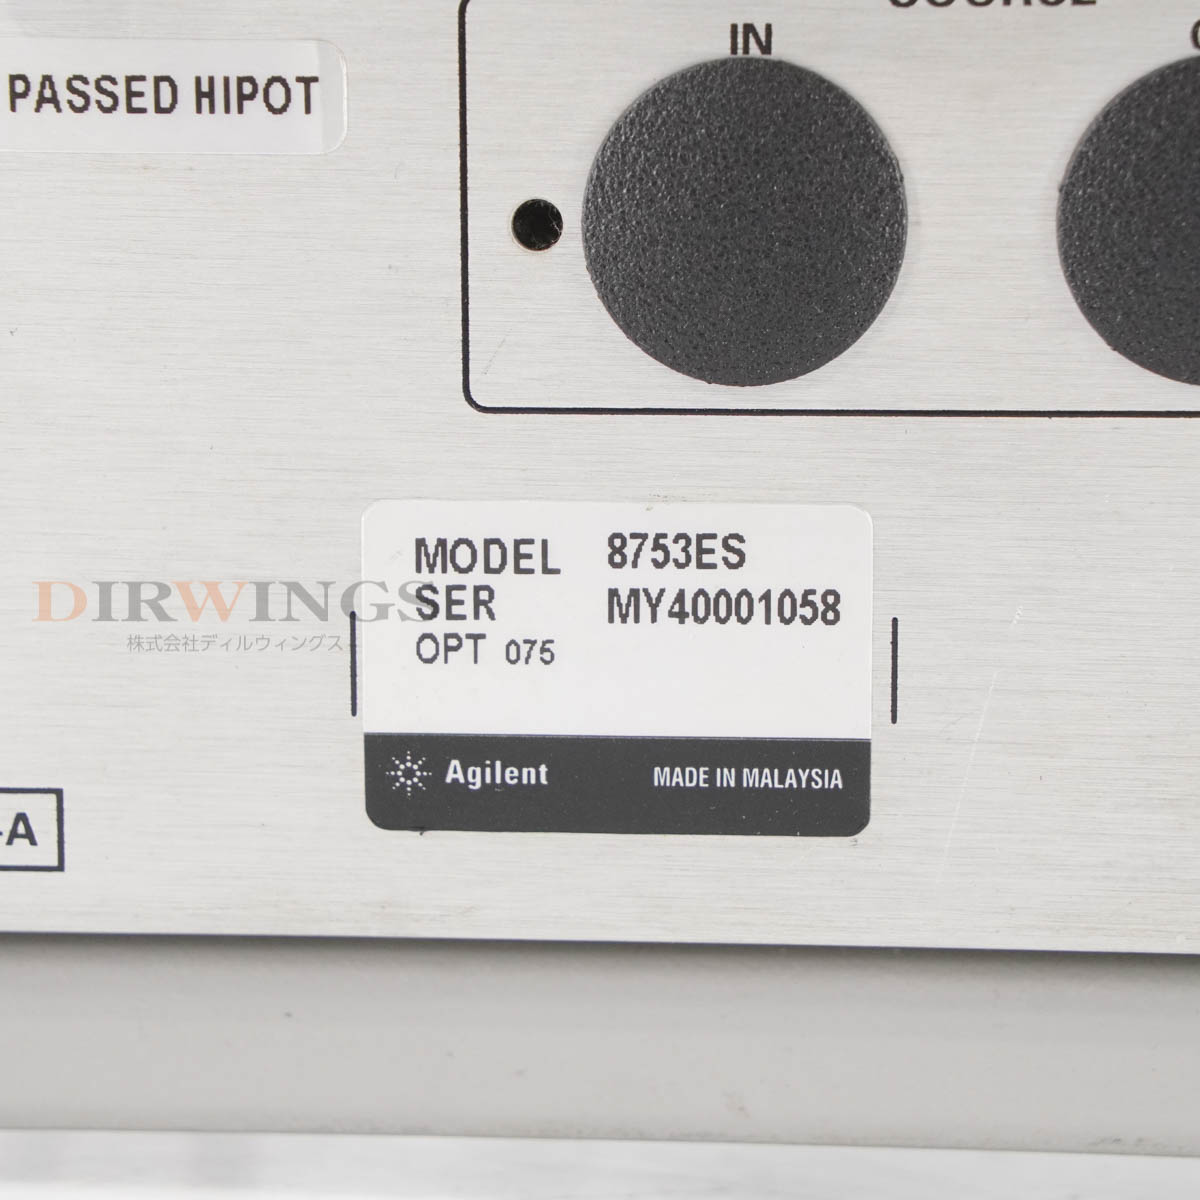 IN
PASSED HIPOT
MODEL 8753ES
SER MY40001058
OPT 075
DIRWINGS
株式会社ディルウィングス
Agilent MADE IN MALAYSIA
-A